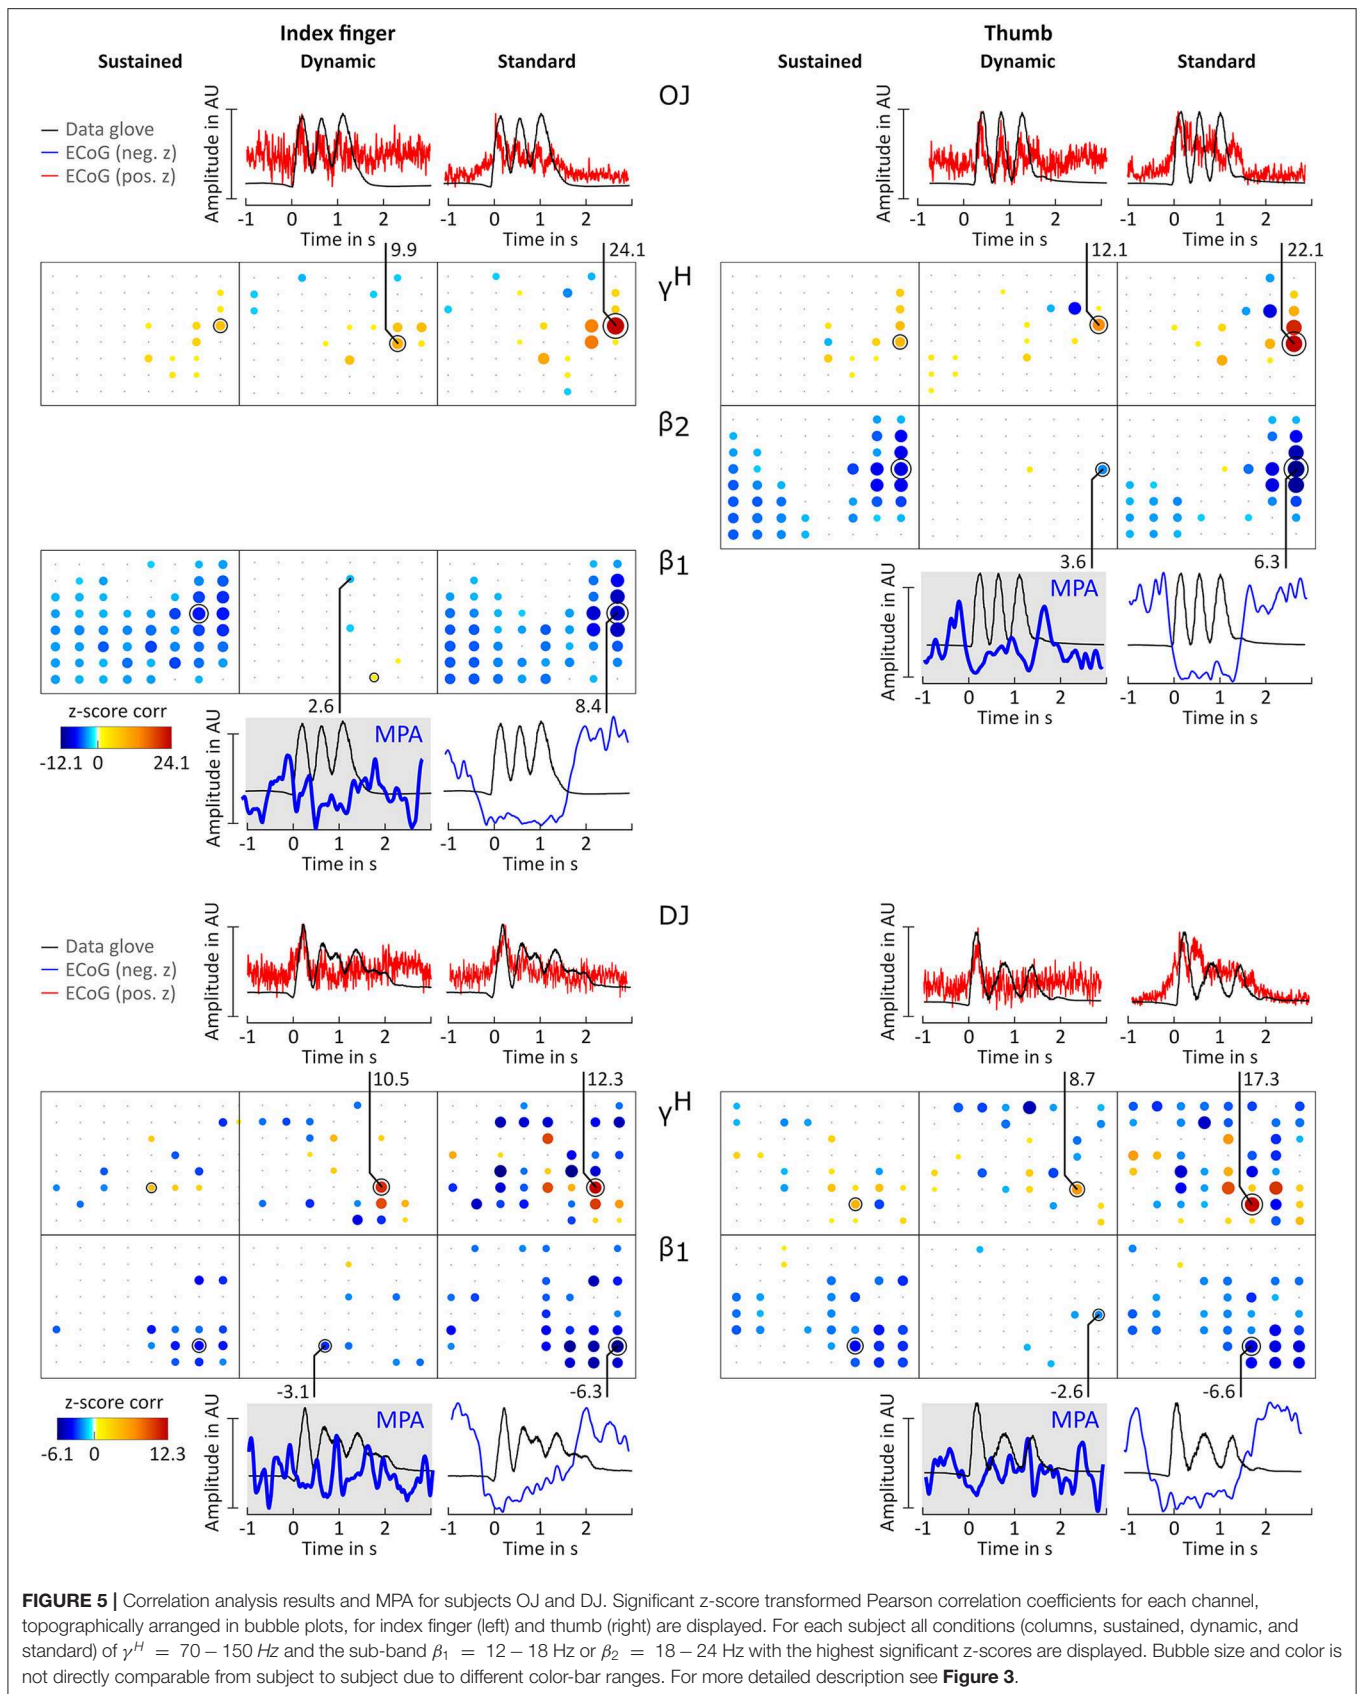 Index finger
Thumb
Sustained Dynamic Standard
Sustained Dynamic Standard
OJ
Data glove
ECoG (neg. z)
ECoG (pos. z)
Amplitude in AU
-1 0 1 2
Time in s
-1 0 1 2
Time in s
Amplitude in AU
-1 0 1 2
Time in s
-1 0 1 2
Time in s
9.9
24.1
12.1
22.1
γH
β2
3.6
6.3
β1
2.6
8.4
z-score corr
-12.1 0 24.1
Amplitude in AU
MPA
-1 0 1 2
Time in s
-1 0 1 2
Time in s
Amplitude in AU
MPA
-1 0 1 2
Time in s
-1 0 1 2
Time in s
DJ
Data glove
ECoG (neg. z)
ECoG (pos. z)
Amplitude in AU
-1 0 1 2
Time in s
-1 0 1 2
Time in s
Amplitude in AU
-1 0 1 2
Time in s
-1 0 1 2
Time in s
10.5
12.3
8.7
17.3
γH
β1
-3.1
-6.3
-2.6
-6.6
z-score corr
-6.1 0 12.3
Amplitude in AU
MPA
-1 0 1 2
Time in s
-1 0 1 2
Time in s
Amplitude in AU
MPA
-1 0 1 2
Time in s
-1 0 1 2
Time in s
FIGURE 5 | Correlation analysis results and MPA for subjects OJ and DJ. Significant z-score transformed Pearson correlation coefficients for each channel,
topographically arranged in bubble plots, for index finger (left) and thumb (right) are displayed. For each subject all conditions (columns, sustained, dynamic, and
standard) of γH = 70 − 150 Hz and the sub-band β1 = 12 − 18 Hz or β2 = 18 − 24 Hz with the highest significant z-scores are displayed. Bubble size and color is
not directly comparable from subject to subject due to different color-bar ranges. For more detailed description see Figure 3.